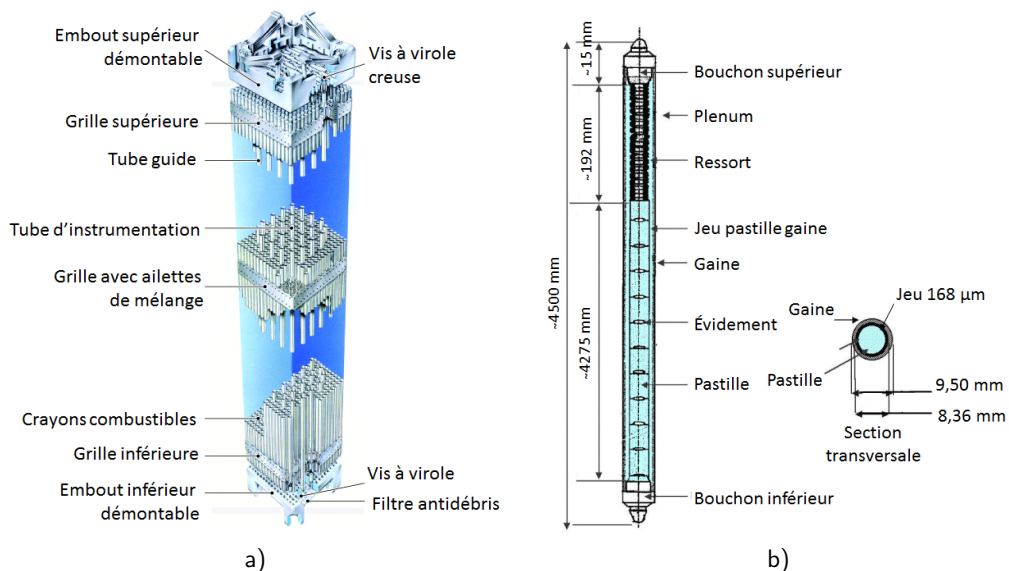 Embout supérieur
démontable
Vis à virole
creuse
Grille supérieure
Tube guide
Tube d'instrumentation
Grille avec ailettes
de mélange
Crayons combustibles
Grille inférieure
Embout inférieur
démontable
Vis à virole
Filtre antidébris
a)
~15 mm
~192 mm
~4500 mm
~4275 mm
Bouchon supérieur
Plenum
Ressort
Jeu pastille gaine
Gaine
Évidement
Pastille
Bouchon inférieur
Jeu 168 µm
Gaine
Pastille
9,50 mm
8,36 mm
Section
transversale
b)